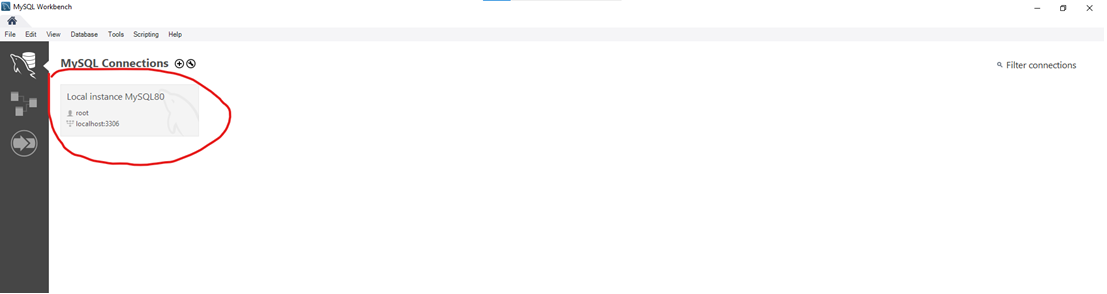 MySQL Workbench
File Edit View Database Tools Scripting Help
MySQL Connections
Filter connections
Local instance MySQL80
root
localhost:3306